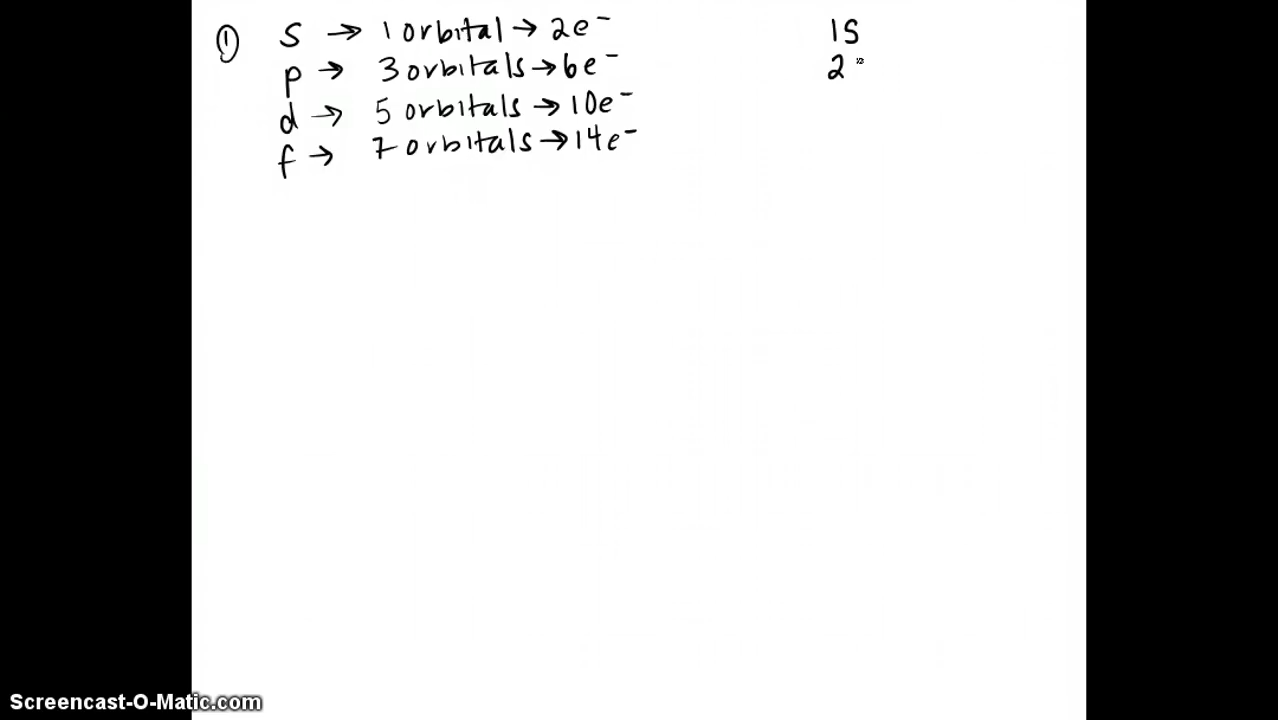 ① s → 1 orbital → 2e⁻
p → 3 orbitals → 6e⁻
d → 5 orbitals → 10e⁻
f → 7 orbitals → 14e⁻
1S
2
Screencast-O-Matic.com